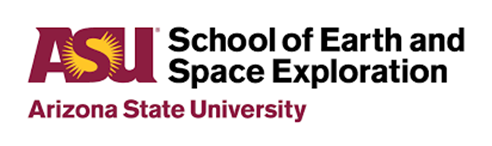 ASU School of Earth and
Space Exploration
Arizona State University